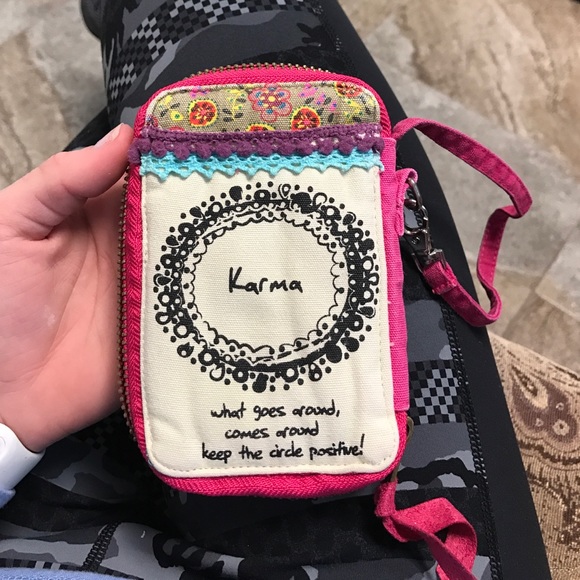 Karma
what goes around,
comes around
keep the circle positive!